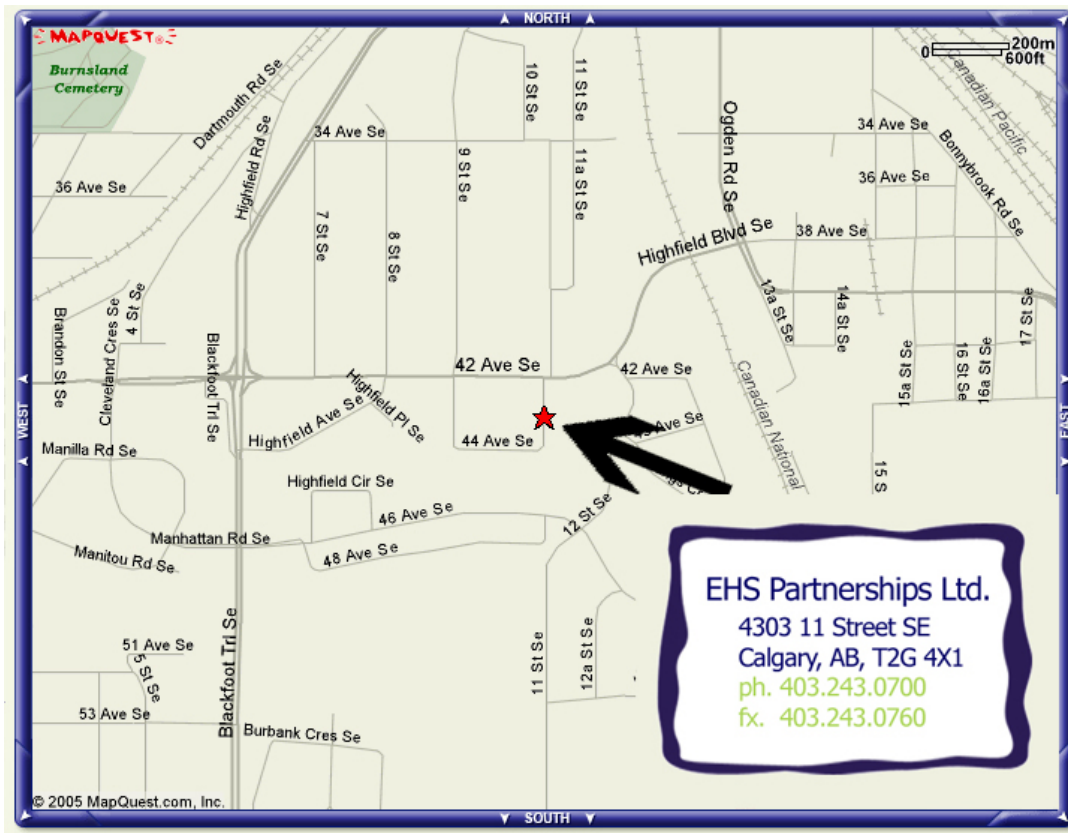 NORTH
MAPQUEST®
0 200m
600ft
Burnsland
Cemetery
Dartmouth Rd Se
Highfield Rd Se
10 St Se
11 St Se
Ogden Rd Se
Canadian Pacific
34 Ave Se
34 Ave Se
Bonnybrook Rd Se
9 St Se
11a St Se
36 Ave Se
36 Ave Se
7 St Se
8 St Se
Highfield Blvd Se
38 Ave Se
Brandon St Se
Cleveland Cres Se
4 St Se
Blackfoot Trl Se
13a St Se
14a St Se
15a St Se
16 St Se
16a St Se
17 St Se
42 Ave Se
42 Ave Se
Highfield Pl Se
Canadian National
WEST
EAST
Highfield Ave Se
44 Ave Se
Ave Se
Manilla Rd Se
15 S
Highfield Cir Se
46 Ave Se
12 St Se
Manhattan Rd Se
48 Ave Se
Manitou Rd Se
EHS Partnerships Ltd.
4303 11 Street SE
Calgary, AB, T2G 4X1
ph. 403.243.0700
fx. 403.243.0760
51 Ave Se
5 St Se
Blackfoot Trl Se
11 St Se
12a St Se
53 Ave Se
Burbank Cres Se
© 2005 MapQuest.com, Inc.
SOUTH